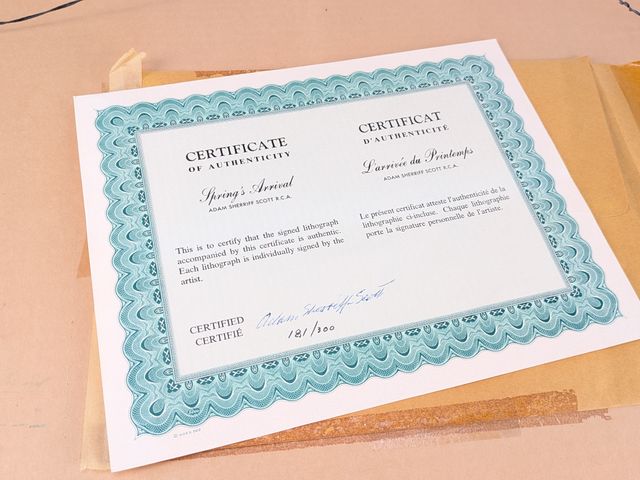 CERTIFICATE
OF AUTHENTICITY
Spring's Arrival
ADAM SHERRIFF SCOTT R.C.A.
This is to certify that the signed lithograph
accompanied by this certificate is authentic.
Each lithograph is individually signed by the
artist.
CERTIFICAT
D'AUTHENTICITÉ
L'arrivée du Printemps
ADAM SHERRIFF SCOTT R.C.A.
Le présent certificat atteste l'authenticité de la
lithographie ci-incluse. Chaque lithographie
porte la signature personnelle de l'artiste.
CERTIFIED
CERTIFIÉ
Adam Sherriff Scott
181/300